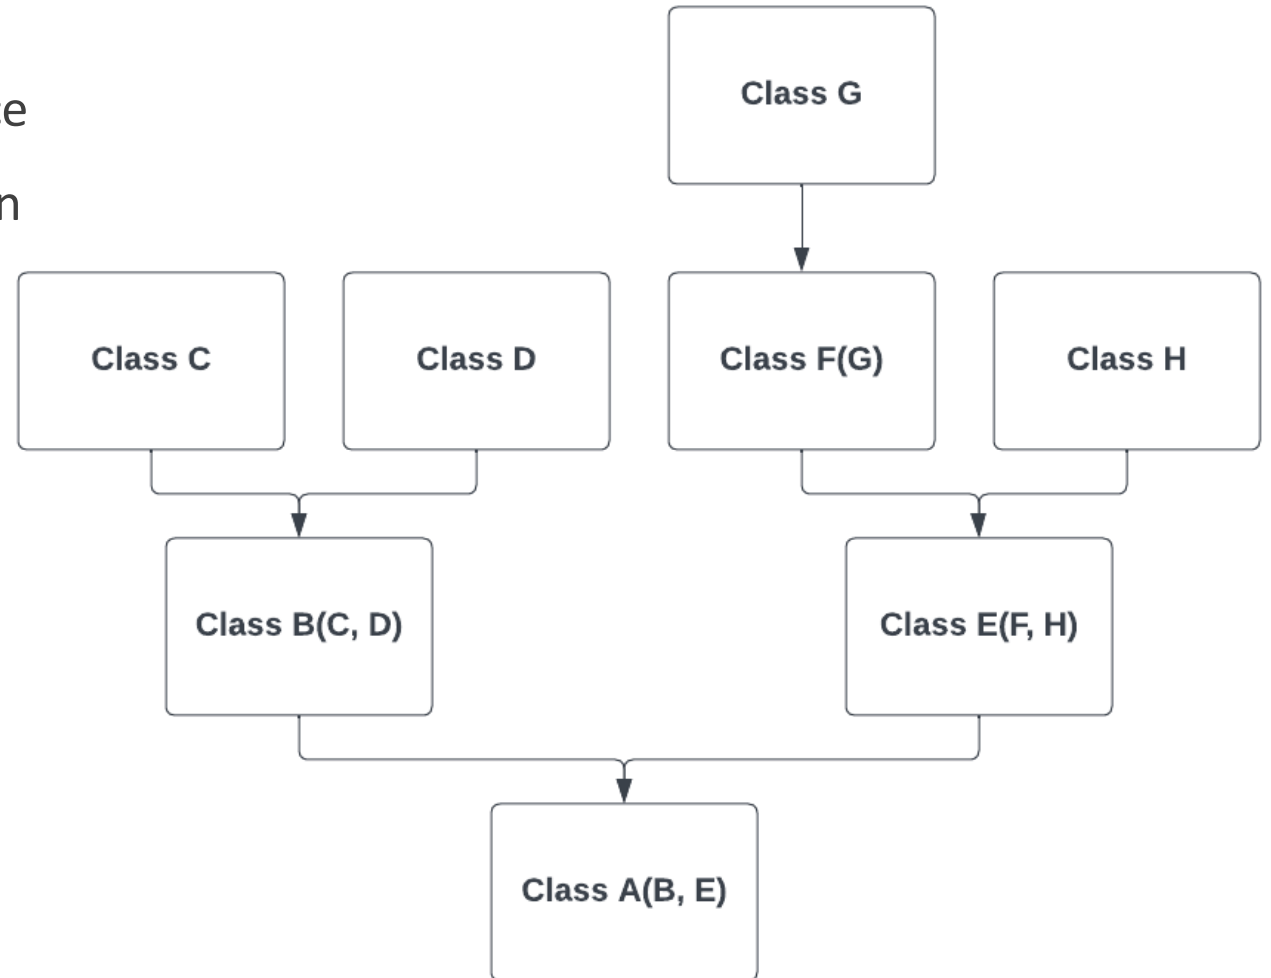 Class G
Class C
Class D
Class F(G)
Class H
Class B(C, D)
Class E(F, H)
Class A(B, E)